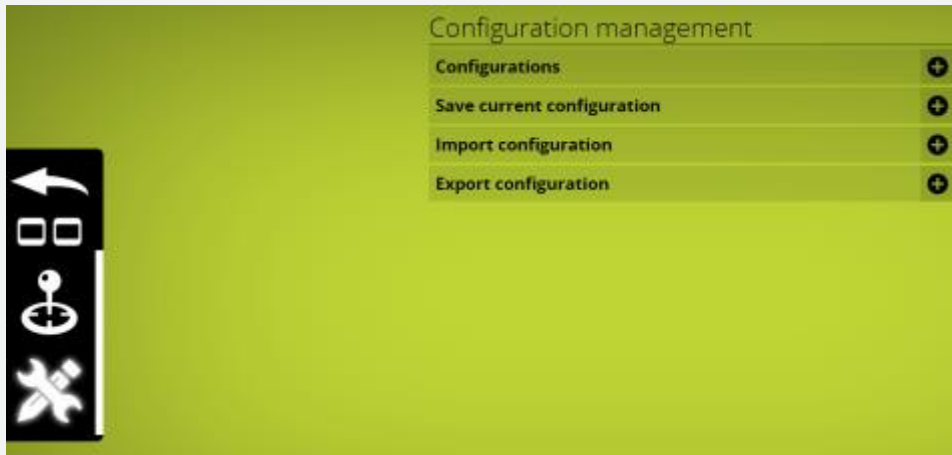 Configuration management
Configurations
Save current configuration
Import configuration
Export configuration